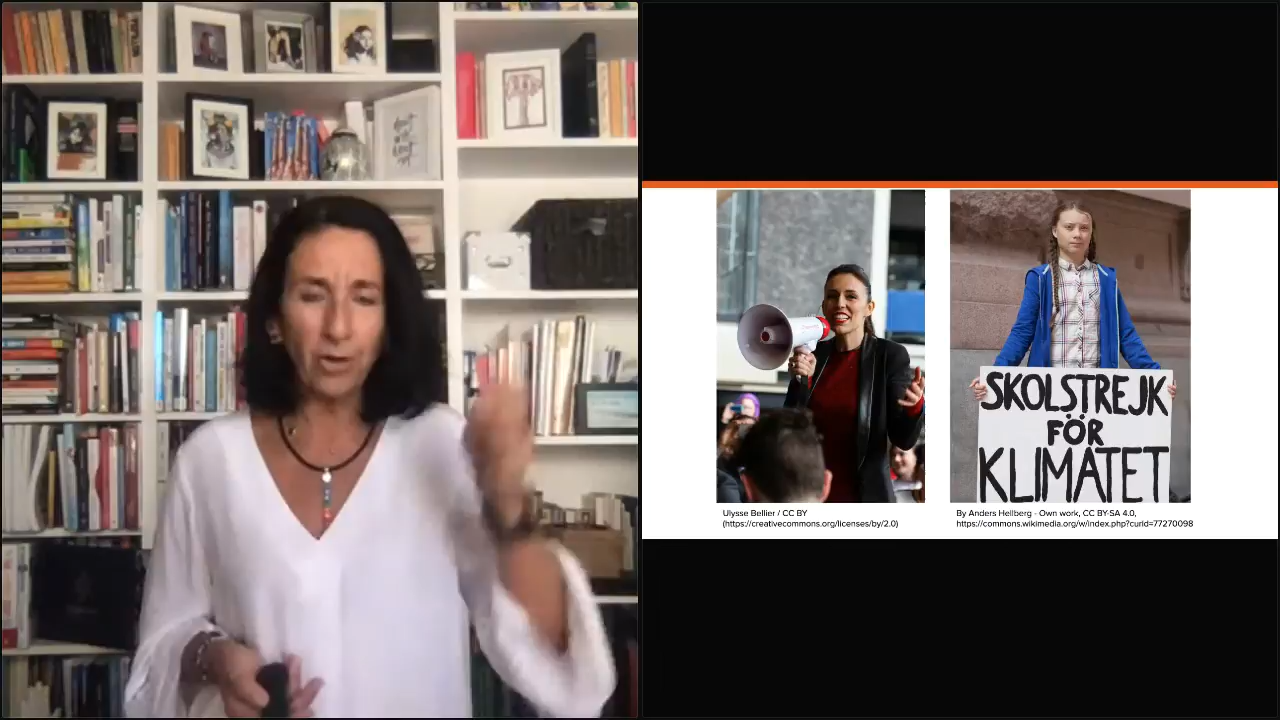 SKOLSTREJK
FÖR
KLIMATET
Ulysse Bellier / CC BY
(https://creativecommons.org/licenses/by/2.0)
By Anders Hellberg - Own work, CC BY-SA 4.0,
https://commons.wikimedia.org/w/index.php?curid=77270098